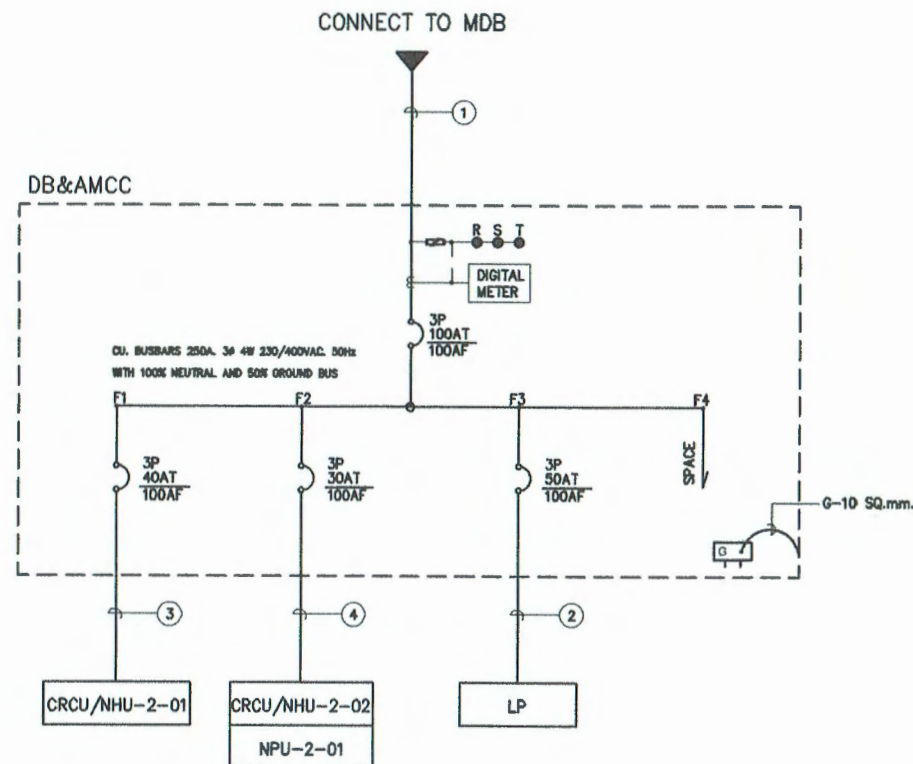 CONNECT TO MDB
1
DB&AMCC
R S T
DIGITAL
METER
3P
100AT
100AF
CU. BUSBARS 250A. 3ø 4W 230/400VAC. 50Hz
WITH 100% NEUTRAL AND 50% GROUND BUS
F1 F2 F3 F4
3P
40AT
100AF
3P
30AT
100AF
3P
50AT
100AF
SPACE
G-10 SQ.mm.
G
3
4
2
CRCU/NHU-2-01
CRCU/NHU-2-02
NPU-2-01
LP